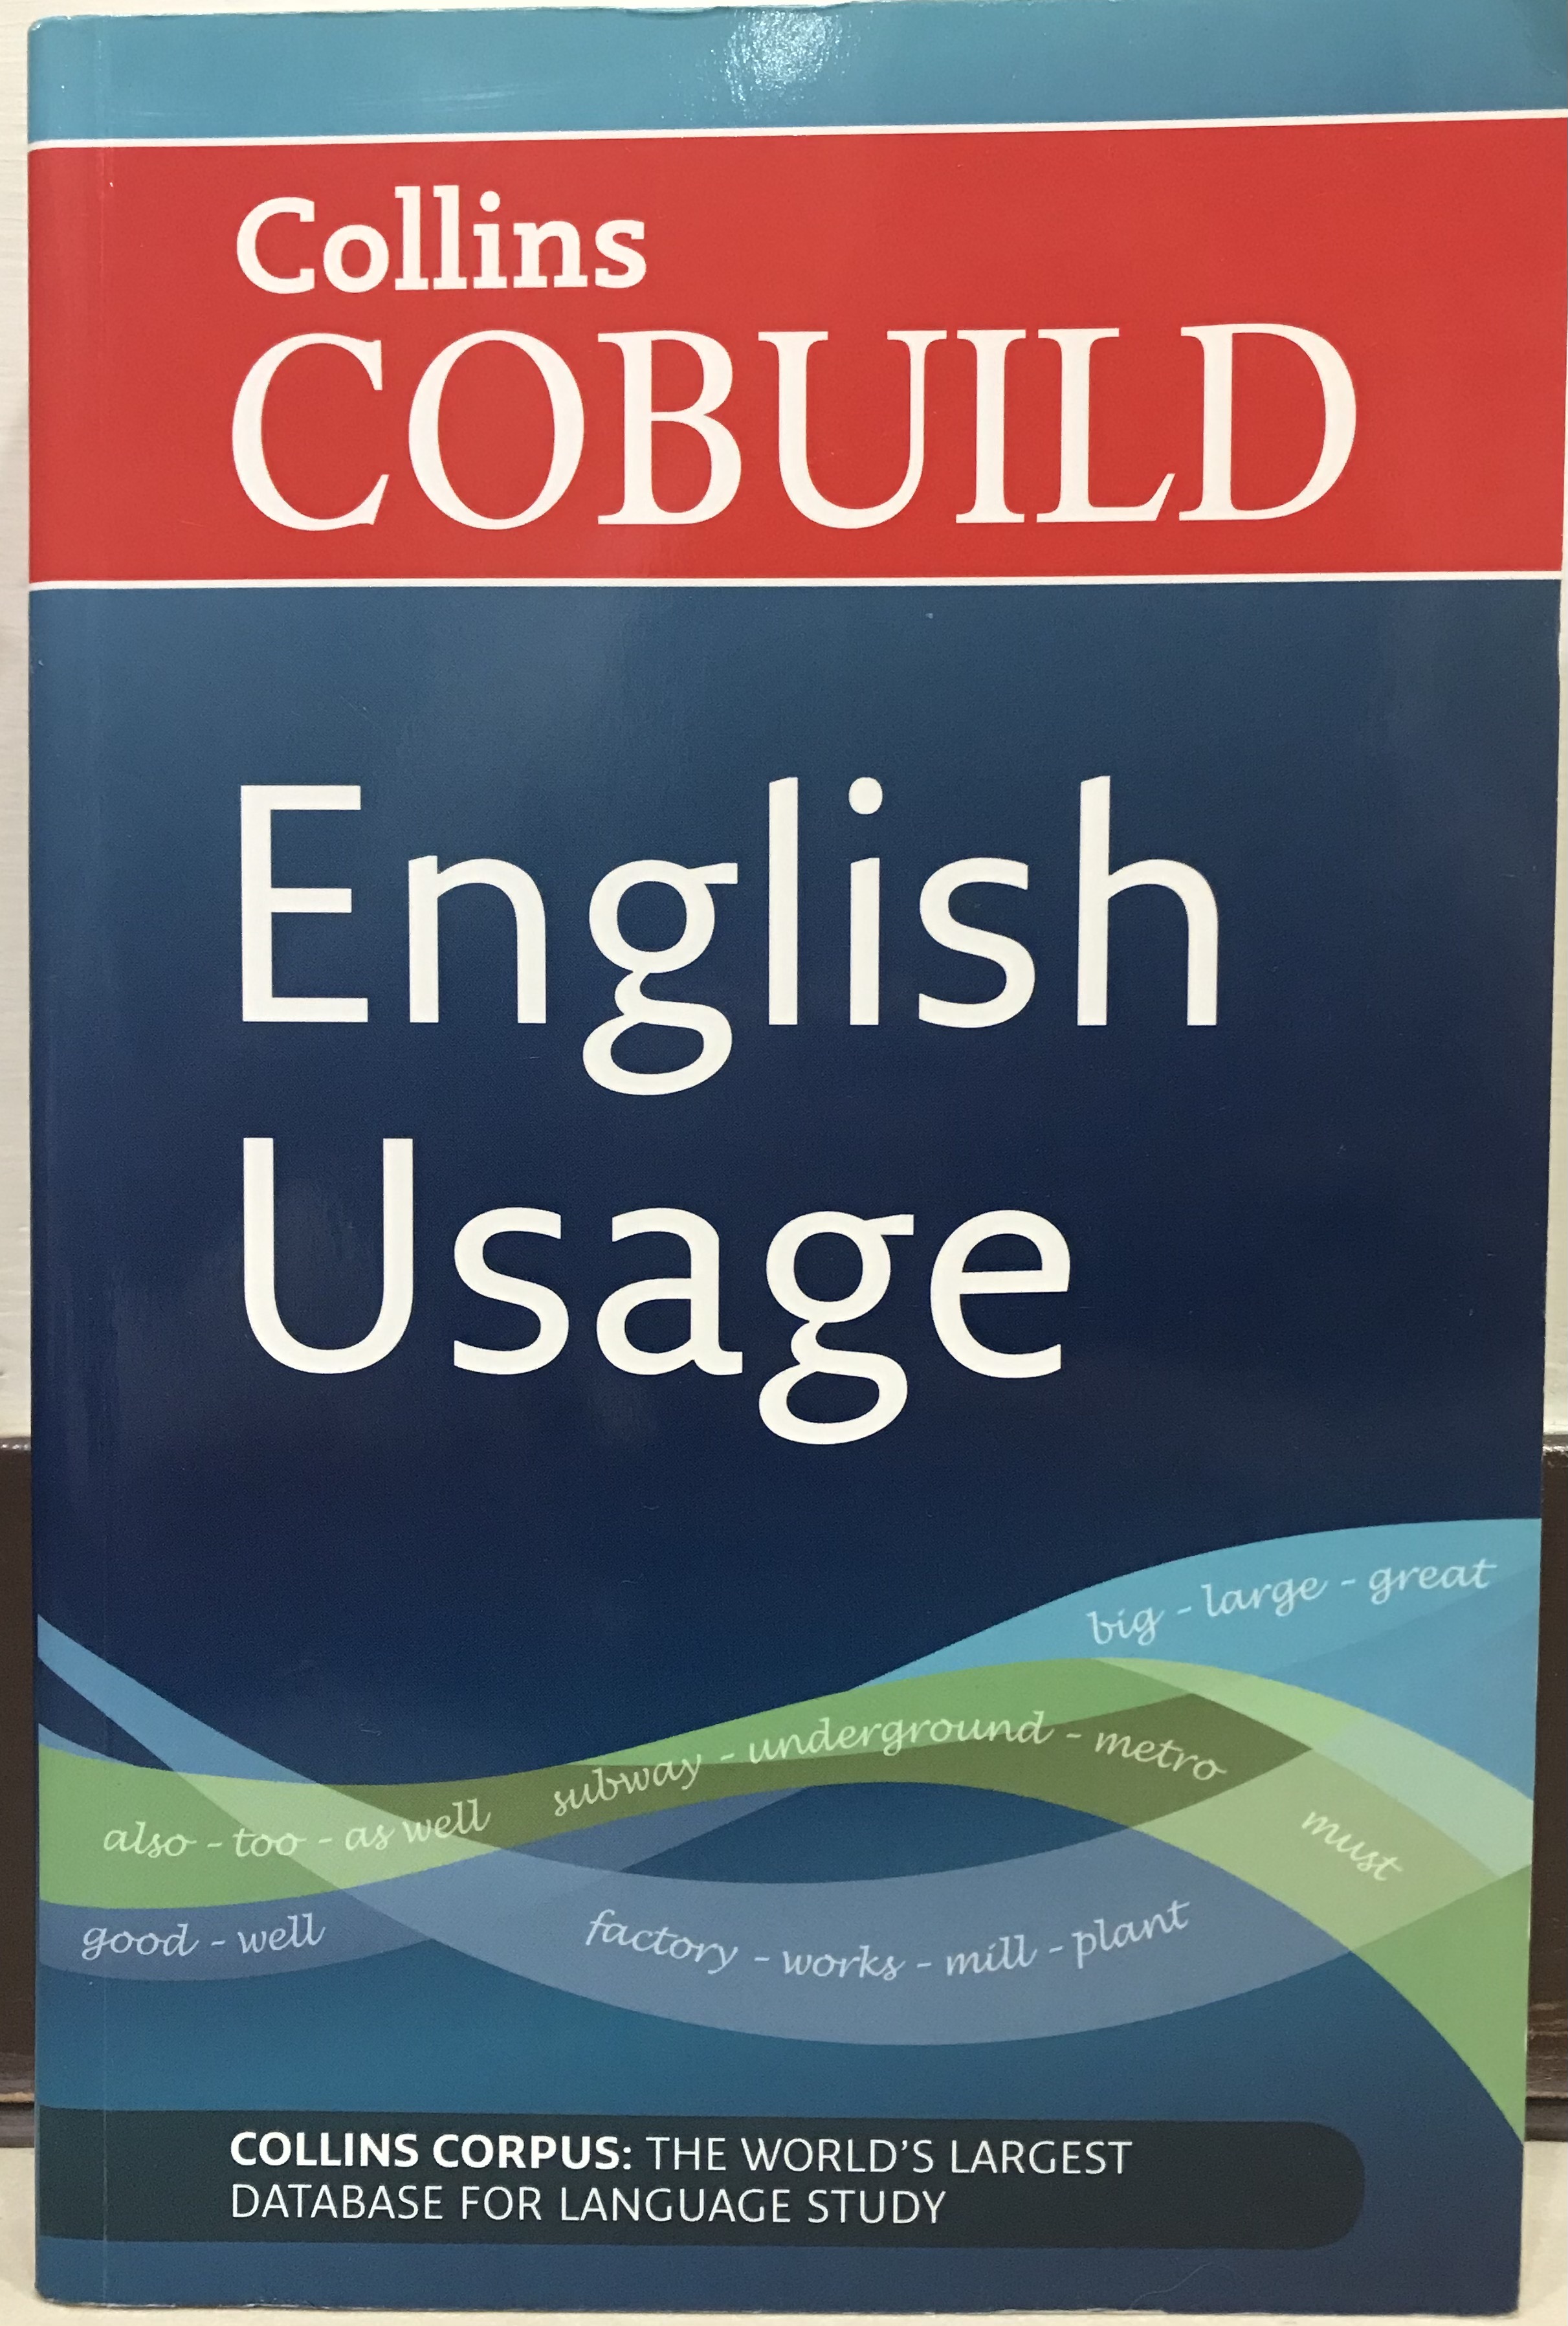 Collins
COBUILD
English
Usage
big - large - great
subway - underground - metro
also - too - as well
must
good - well
factory - works - mill - plant
COLLINS CORPUS: THE WORLD'S LARGEST
DATABASE FOR LANGUAGE STUDY